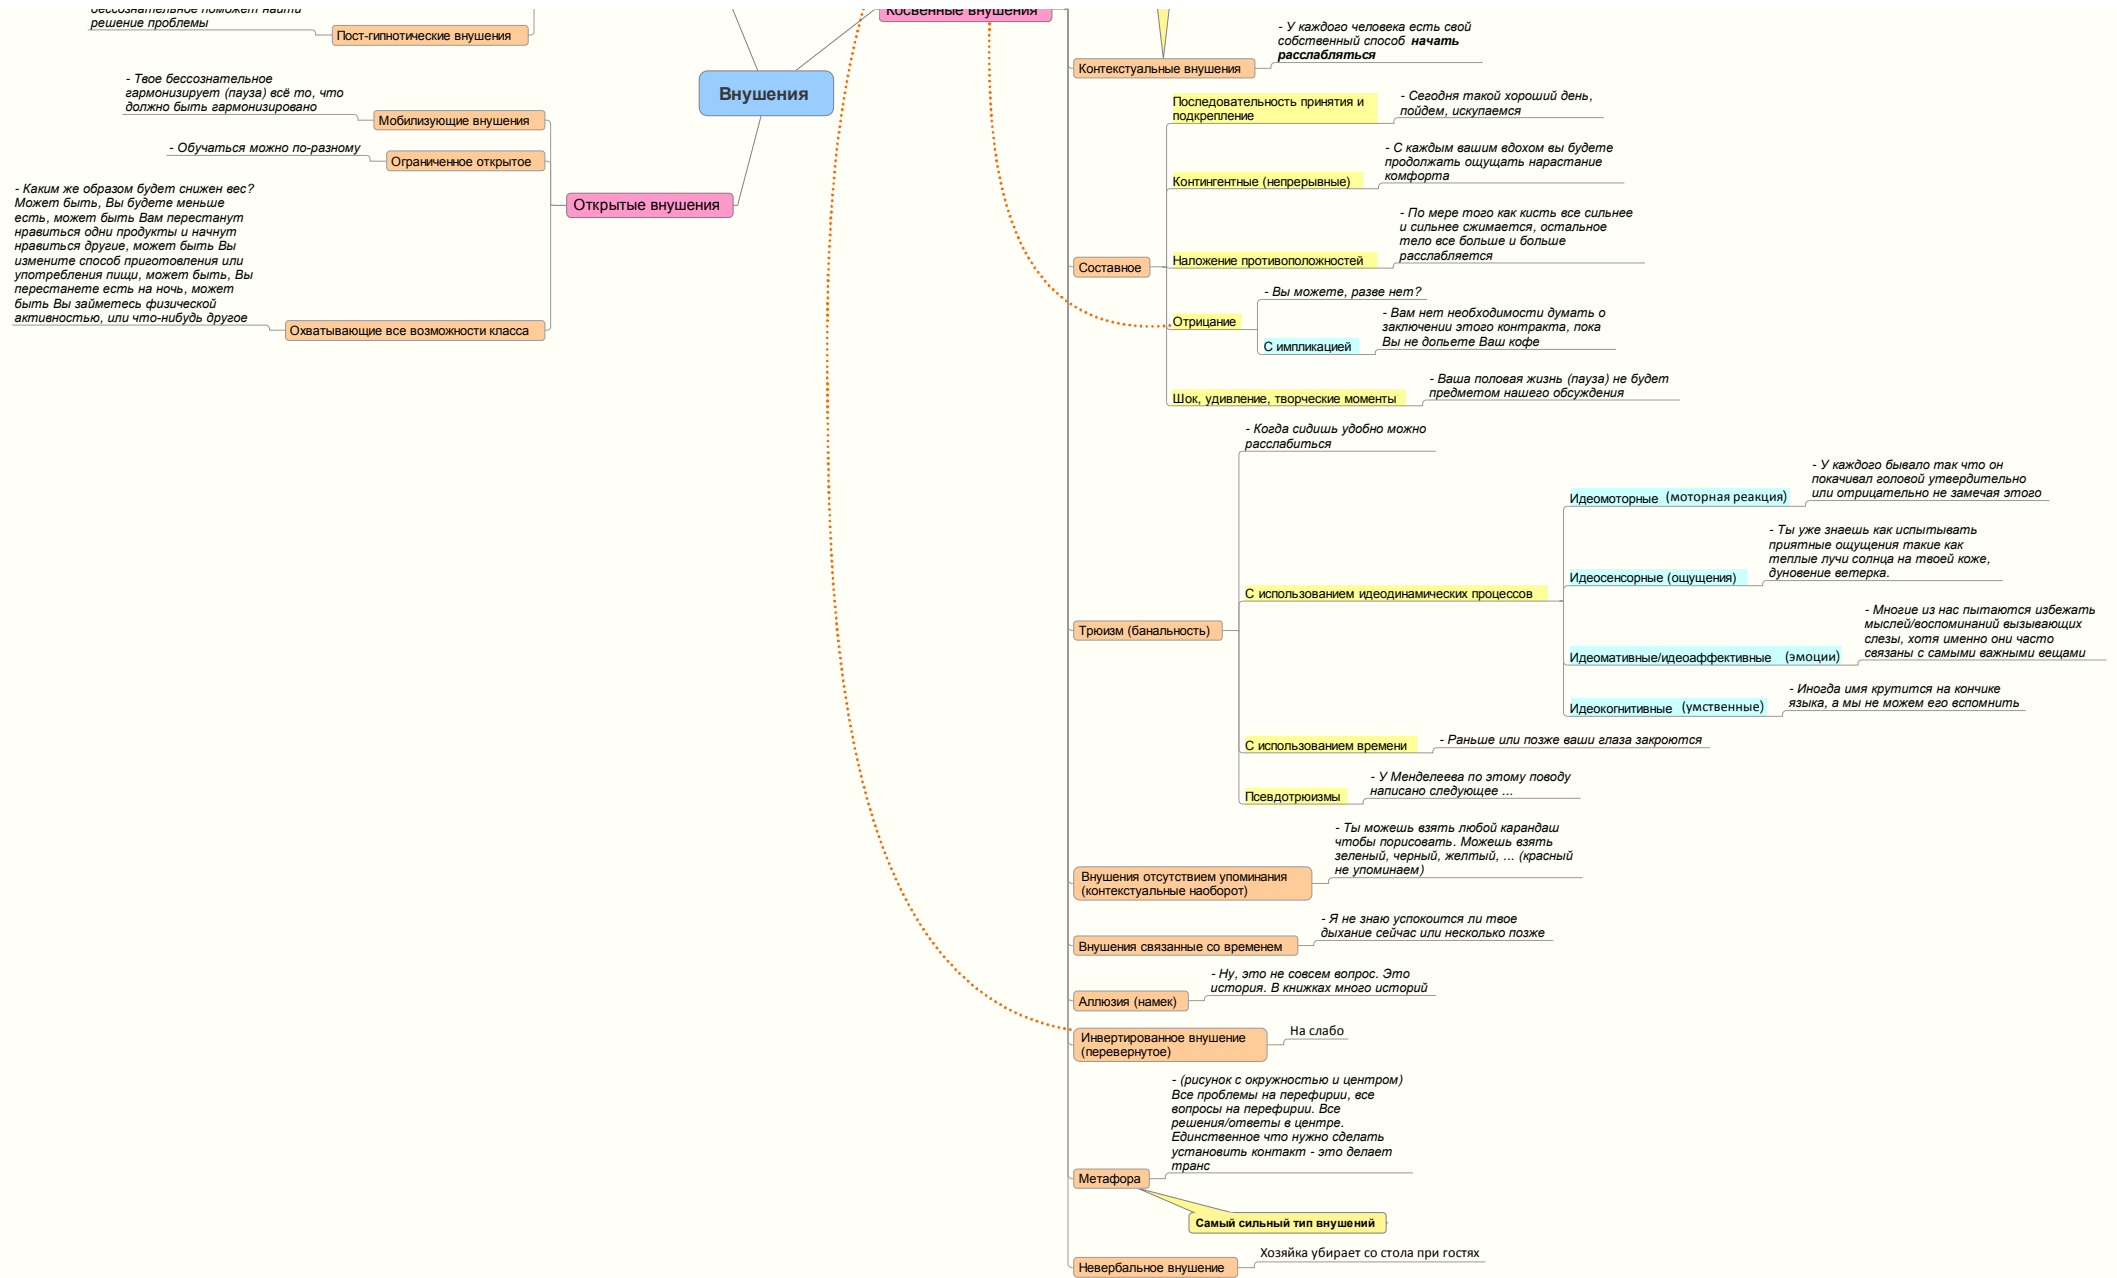 бессознательное поможет найти
решение проблемы
Пост-гипнотические внушения
- Твое бессознательное
гармонизирует (пауза) всё то, что
должно быть гармонизировано
Мобилизующие внушения
- Обучаться можно по-разному
Ограниченное открытое
- Каким же образом будет снижен вес?
Может быть, Вы будете меньше
есть, может быть Вам перестанут
нравиться одни продукты и начнут
нравиться другие, может быть Вы
измените способ приготовления или
употребления пищи, может быть, Вы
перестанете есть на ночь, может
быть Вы займетесь физической
активностью, или что-нибудь другое
Охватывающие все возможности класса
Открытые внушения
Внушения
Косвенные внушения
- У каждого человека есть свой
собственный способ начать
расслабляться
Контекстуальные внушения
Последовательность принятия и
подкрепление
- Сегодня такой хороший день,
пойдем, искупаемся
- С каждым вашим вдохом вы будете
продолжать ощущать нарастание
комфорта
Контингентные (непрерывные)
- По мере того как кисть все сильнее
и сильнее сжимается, остальное
тело все больше и больше
расслабляется
Наложение противоположностей
Составное
- Вы можете, разве нет?
Отрицание
- Вам нет необходимости думать о
заключении этого контракта, пока
Вы не допьете Ваш кофе
С импликацией
- Ваша половая жизнь (пауза) не будет
предметом нашего обсуждения
Шок, удивление, творческие моменты
- Когда сидишь удобно можно
расслабиться
- У каждого бывало так что он
покачивал головой утвердительно
или отрицательно не замечая этого
Идеомоторные (моторная реакция)
- Ты уже знаешь как испытывать
приятные ощущения такие как
теплые лучи солнца на твоей коже,
дуновение ветерка.
Идеосенсорные (ощущения)
С использованием идеодинамических процессов
- Многие из нас пытаются избежать
мыслей/воспоминаний вызывающих
слезы, хотя именно они часто
связаны с самыми важными вещами
Идеомативные/идеоаффективные (эмоции)
Трюизм (банальность)
- Иногда имя крутится на кончике
языка, а мы не можем его вспомнить
Идеокогнитивные (умственные)
С использованием времени
- Раньше или позже ваши глаза закроются
- У Менделеева по этому поводу
написано следующее ...
Псевдотрюизмы
- Ты можешь взять любой карандаш
чтобы порисовать. Можешь взять
зеленый, черный, желтый, ... (красный
не упоминаем)
Внушения отсутствием упоминания
(контекстуальные наоборот)
- Я не знаю успокоится ли твое
дыхание сейчас или несколько позже
Внушения связанные со временем
- Ну, это не совсем вопрос. Это
история. В книжках много историй
Аллюзия (намек)
На слабо
Инвертированное внушение
(перевернутое)
- (рисунок с окружностью и центром)
Все проблемы на перефирии, все
вопросы на перефирии. Все
решения/ответы в центре.
Единственное что нужно сделать
установить контакт - это делает
транс
Метафора
Самый сильный тип внушений
Хозяйка убирает со стола при гостях
Невербальное внушение